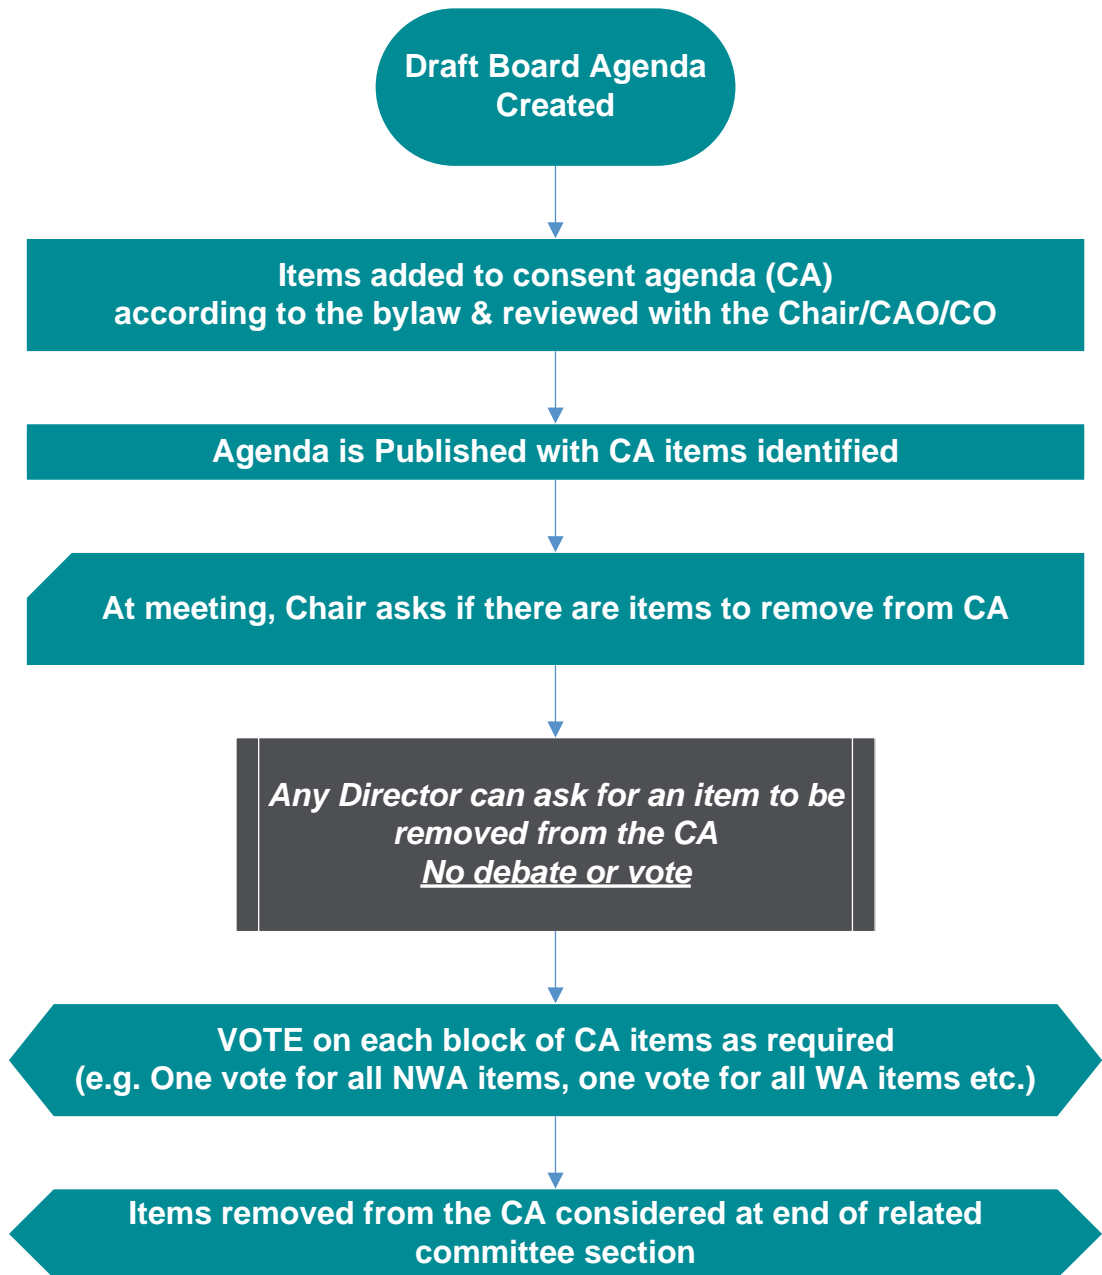 Draft Board Agenda
Created
Items added to consent agenda (CA)
according to the bylaw & reviewed with the Chair/CAO/CO
Agenda is Published with CA items identified
At meeting, Chair asks if there are items to remove from CA
Any Director can ask for an item to be
removed from the CA
No debate or vote
VOTE on each block of CA items as required
(e.g. One vote for all NWA items, one vote for all WA items etc.)
Items removed from the CA considered at end of related
committee section